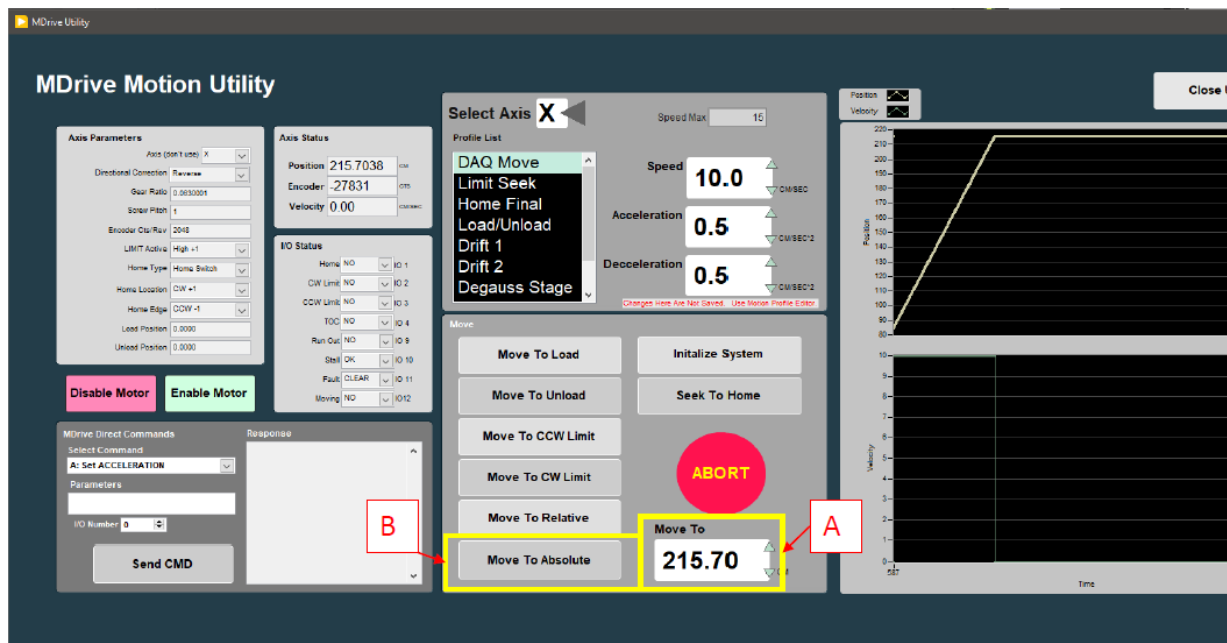 MDrive Utility
MDrive Motion Utility
Close
Axis Parameters
Axis (don't use) X
Directional Correction Reverse
Gear Ratio 0.0630001
Screw Pitch 1
Encoder Cts/Rev 2048
LIMIT Active High +1
Home Type Home Switch
Home Location CW +1
Home Edge CCW -1
Load Position 0.0000
Unload Position 0.0000
Disable Motor
Enable Motor
Axis Status
Position 215.7038 CM
Encoder -27831 CTS
Velocity 0.00 CM/SEC
I/O Status
Home NO IO 1
CW Limit NO IO 2
CCW Limit NO IO 3
TOC NO IO 4
Run Out NO IO 9
Stall OK IO 10
Fault CLEAR IO 11
Moving NO IO12
MDrive Direct Commands
Select Command
A: Set ACCELERATION
Parameters
I/O Number 0
Send CMD
Response
Select Axis X
Speed Max 15
Profile List
DAQ Move
Limit Seek
Home Final
Load/Unload
Drift 1
Drift 2
Degauss Stage
Speed 10.0 CM/SEC
Acceleration 0.5 CM/SEC^2
Decceleration 0.5 CM/SEC^2
Changes Here Are Not Saved. Use Motion Profile Editor.
Move
Move To Load
Initalize System
Move To Unload
Seek To Home
Move To CCW Limit
Move To CW Limit
ABORT
Move To Relative
Move To Absolute
Move To
215.70 CM
B
A
Position
Velocity
220
210
200
190
180
170
160
150
140
130
120
110
100
90
80
Position
10
9
8
7
6
5
4
3
2
1
0
Velocity
587
Time